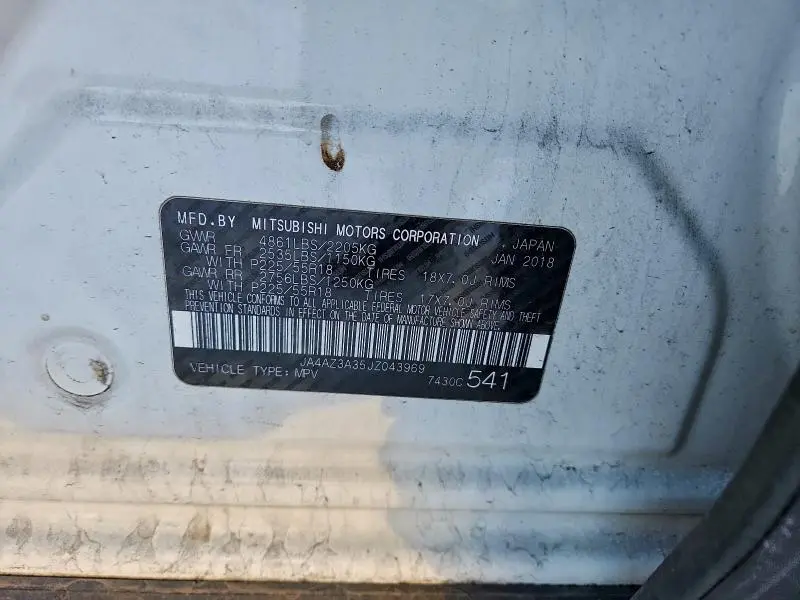 MFD.BY MITSUBISHI MOTORS CORPORATION , JAPAN
GVWR 4861LBS/2205KG JAN 2018
GAWR FR 2535LBS/1150KG
WITH P225/55R18 TIRES 18X7.0J RIMS
GAWR RR 2756LBS/1250KG
WITH P225/55R18 TIRES 17X7.0J RIMS
THIS VEHICLE CONFORMS TO ALL APPLICABLE FEDERAL MOTOR VEHICLE SAFETY AND THEFT
PREVENTION STANDARDS IN EFFECT ON THE DATE OF MANUFACTURE SHOWN ABOVE.
JA4AZ3A35JZ043969
VEHICLE TYPE: MPV 7430C 541